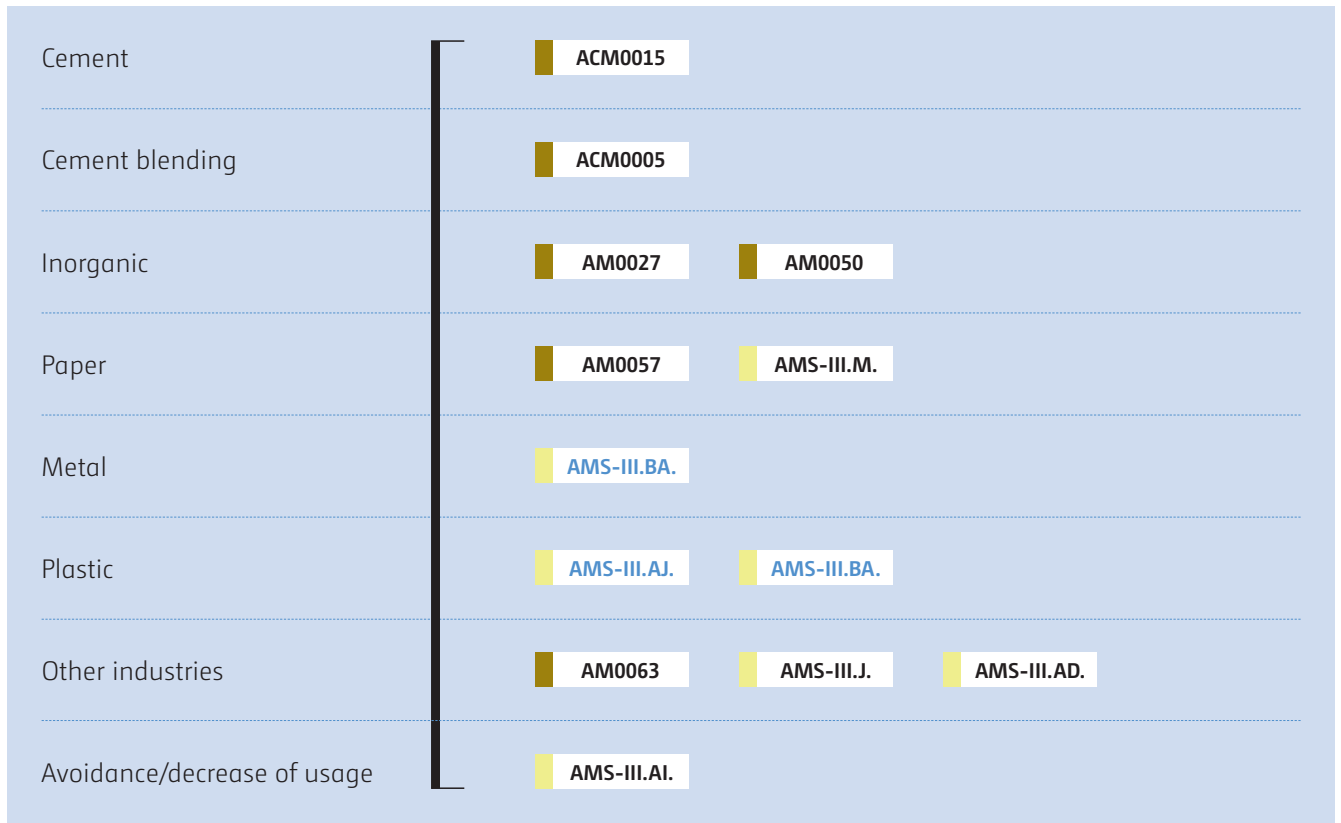 Cement ACM0015
Cement blending ACM0005
Inorganic AM0027 AM0050
Paper AM0057 AMS-III.M.
Metal AMS-III.BA.
Plastic AMS-III.AJ. AMS-III.BA.
Other industries AM0063 AMS-III.J. AMS-III.AD.
Avoidance/decrease of usage AMS-III.AI.